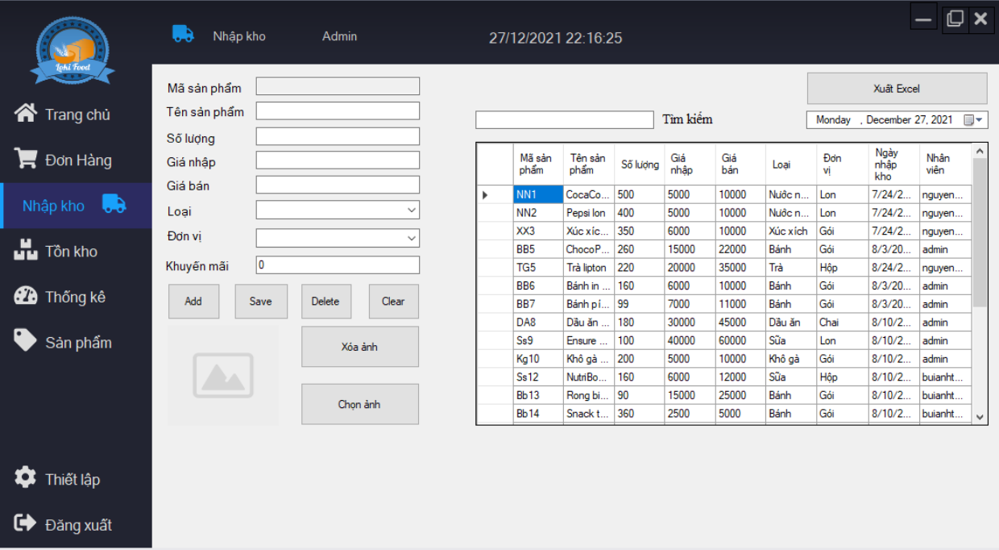 Loki Food
Nhập kho Admin 27/12/2021 22:16:25
Trang chủ
Đơn Hàng
Nhập kho
Tồn kho
Thống kê
Sản phẩm
Thiết lập
Đăng xuất
Mã sản phẩm
Tên sản phẩm
Số lượng
Giá nhập
Giá bán
Loại
Đơn vị
Khuyến mãi 0
Add Save Delete Clear
Xóa ảnh
Chọn ảnh
Xuất Excel
Tìm kiếm Monday , December 27, 2021
Mã sản phẩm Tên sản phẩm Số lượng Giá nhập Giá bán Loại Đơn vị Ngày nhập kho Nhân viên
NN1 CocaCo... 500 5000 10000 Nước n... Lon 7/24/2... nguyen...
NN2 Pepsi lon 400 5000 10000 Nước n... Lon 7/24/2... nguyen...
XX3 Xúc xíc... 350 6000 10000 Xúc xích Gói 7/24/2... nguyen...
BB5 ChocoP... 260 15000 22000 Bánh Gói 8/3/20... admin
TG5 Trà lipton 220 20000 35000 Trà Hộp 8/24/2... nguyen...
BB6 Bánh in ... 160 6000 10000 Bánh Gói 8/3/20... admin
BB7 Bánh pí... 99 7000 11000 Bánh Gói 8/3/20... admin
DA8 Dầu ăn ... 180 30000 45000 Dầu ăn Chai 8/10/2... admin
Ss9 Ensure ... 100 40000 60000 Sữa Lon 8/10/2... admin
Kg10 Khô gà ... 200 5000 10000 Khô gà Gói 8/10/2... admin
Ss12 NutriBo... 160 6000 12000 Sữa Hộp 8/10/2... buianht...
Bb13 Rong bi... 90 15000 25000 Bánh Gói 8/10/2... buianht...
Bb14 Snack t... 360 2500 5000 Bánh Gói 8/10/2... buianht...